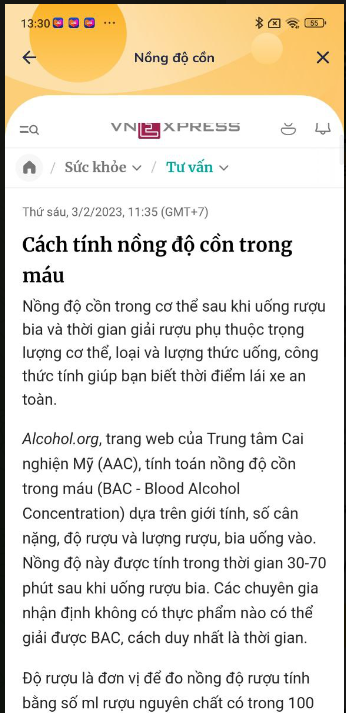 13:30
55
Nồng độ cồn
VNEXPRESS
/ Sức khỏe / Tư vấn
Thứ sáu, 3/2/2023, 11:35 (GMT+7)
Cách tính nồng độ cồn trong
máu
Nồng độ cồn trong cơ thể sau khi uống rượu
bia và thời gian giải rượu phụ thuộc trọng
lượng cơ thể, loại và lượng thức uống, công
thức tính giúp bạn biết thời điểm lái xe an
toàn.
Alcohol.org, trang web của Trung tâm Cai
nghiện Mỹ (AAC), tính toán nồng độ cồn
trong máu (BAC - Blood Alcohol
Concentration) dựa trên giới tính, số cân
nặng, độ rượu và lượng rượu, bia uống vào.
Nồng độ này được tính trong thời gian 30-70
phút sau khi uống rượu bia. Các chuyên gia
nhận định không có thực phẩm nào có thể
giải được BAC, cách duy nhất là thời gian.
Độ rượu là đơn vị để đo nồng độ rượu tính
bằng số ml rượu nguyên chất có trong 100